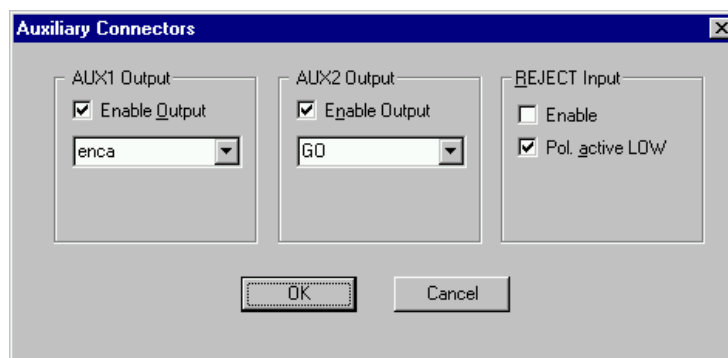 Auxiliary Connectors
AUX1 Output
Enable Output
enca
AUX2 Output
Enable Output
GO
REJECT Input
Enable
Pol. active LOW
OK
Cancel